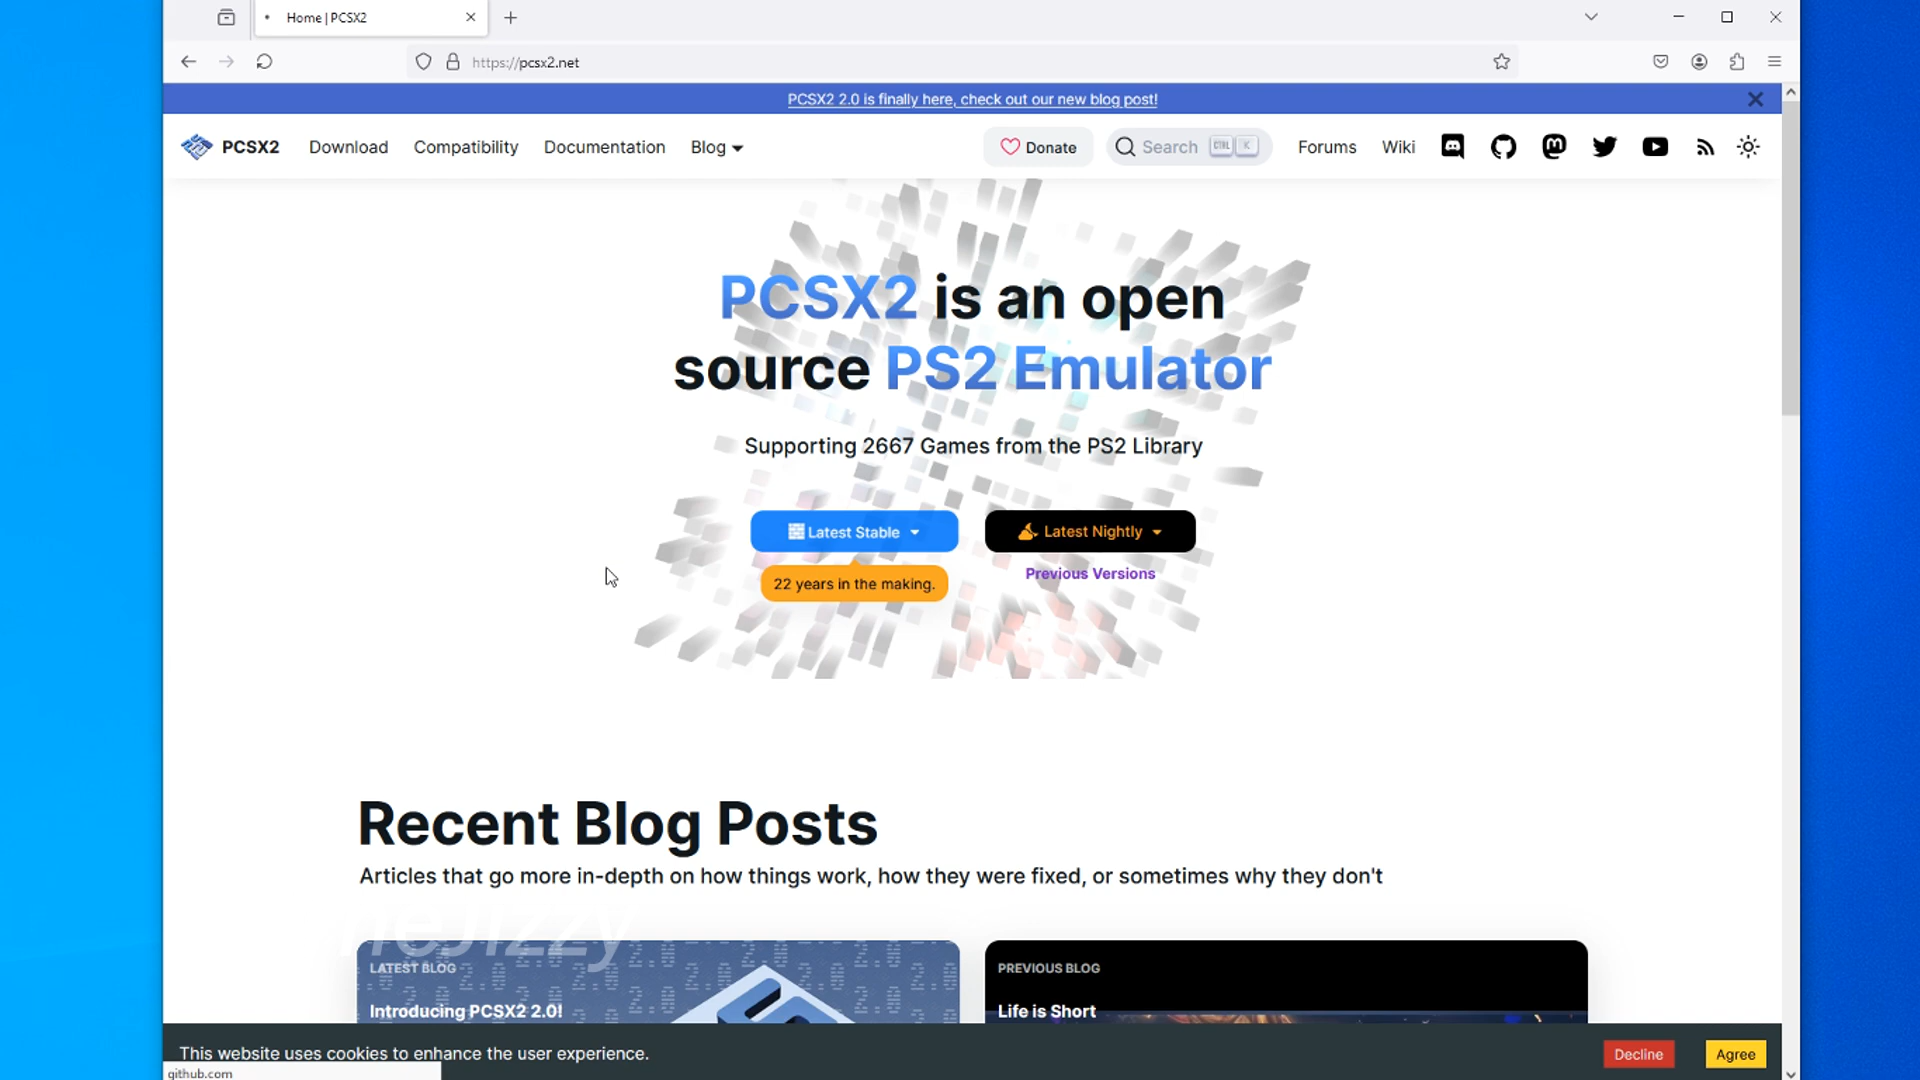 Home | PCSX2
https://pcsx2.net
PCSX2 2.0 is finally here, check out our new blog post!
PCSX2 Download Compatibility Documentation Blog Donate Search CTRL K Forums Wiki
PCSX2 is an open
source PS2 Emulator
Supporting 2667 Games from the PS2 Library
Latest Stable Latest Nightly
22 years in the making. Previous Versions
Recent Blog Posts
Articles that go more in-depth on how things work, how they were fixed, or sometimes why they don't
LATEST BLOG PREVIOUS BLOG
Introducing PCSX2 2.0! Life is Short
This website uses cookies to enhance the user experience. Decline Agree
github.com